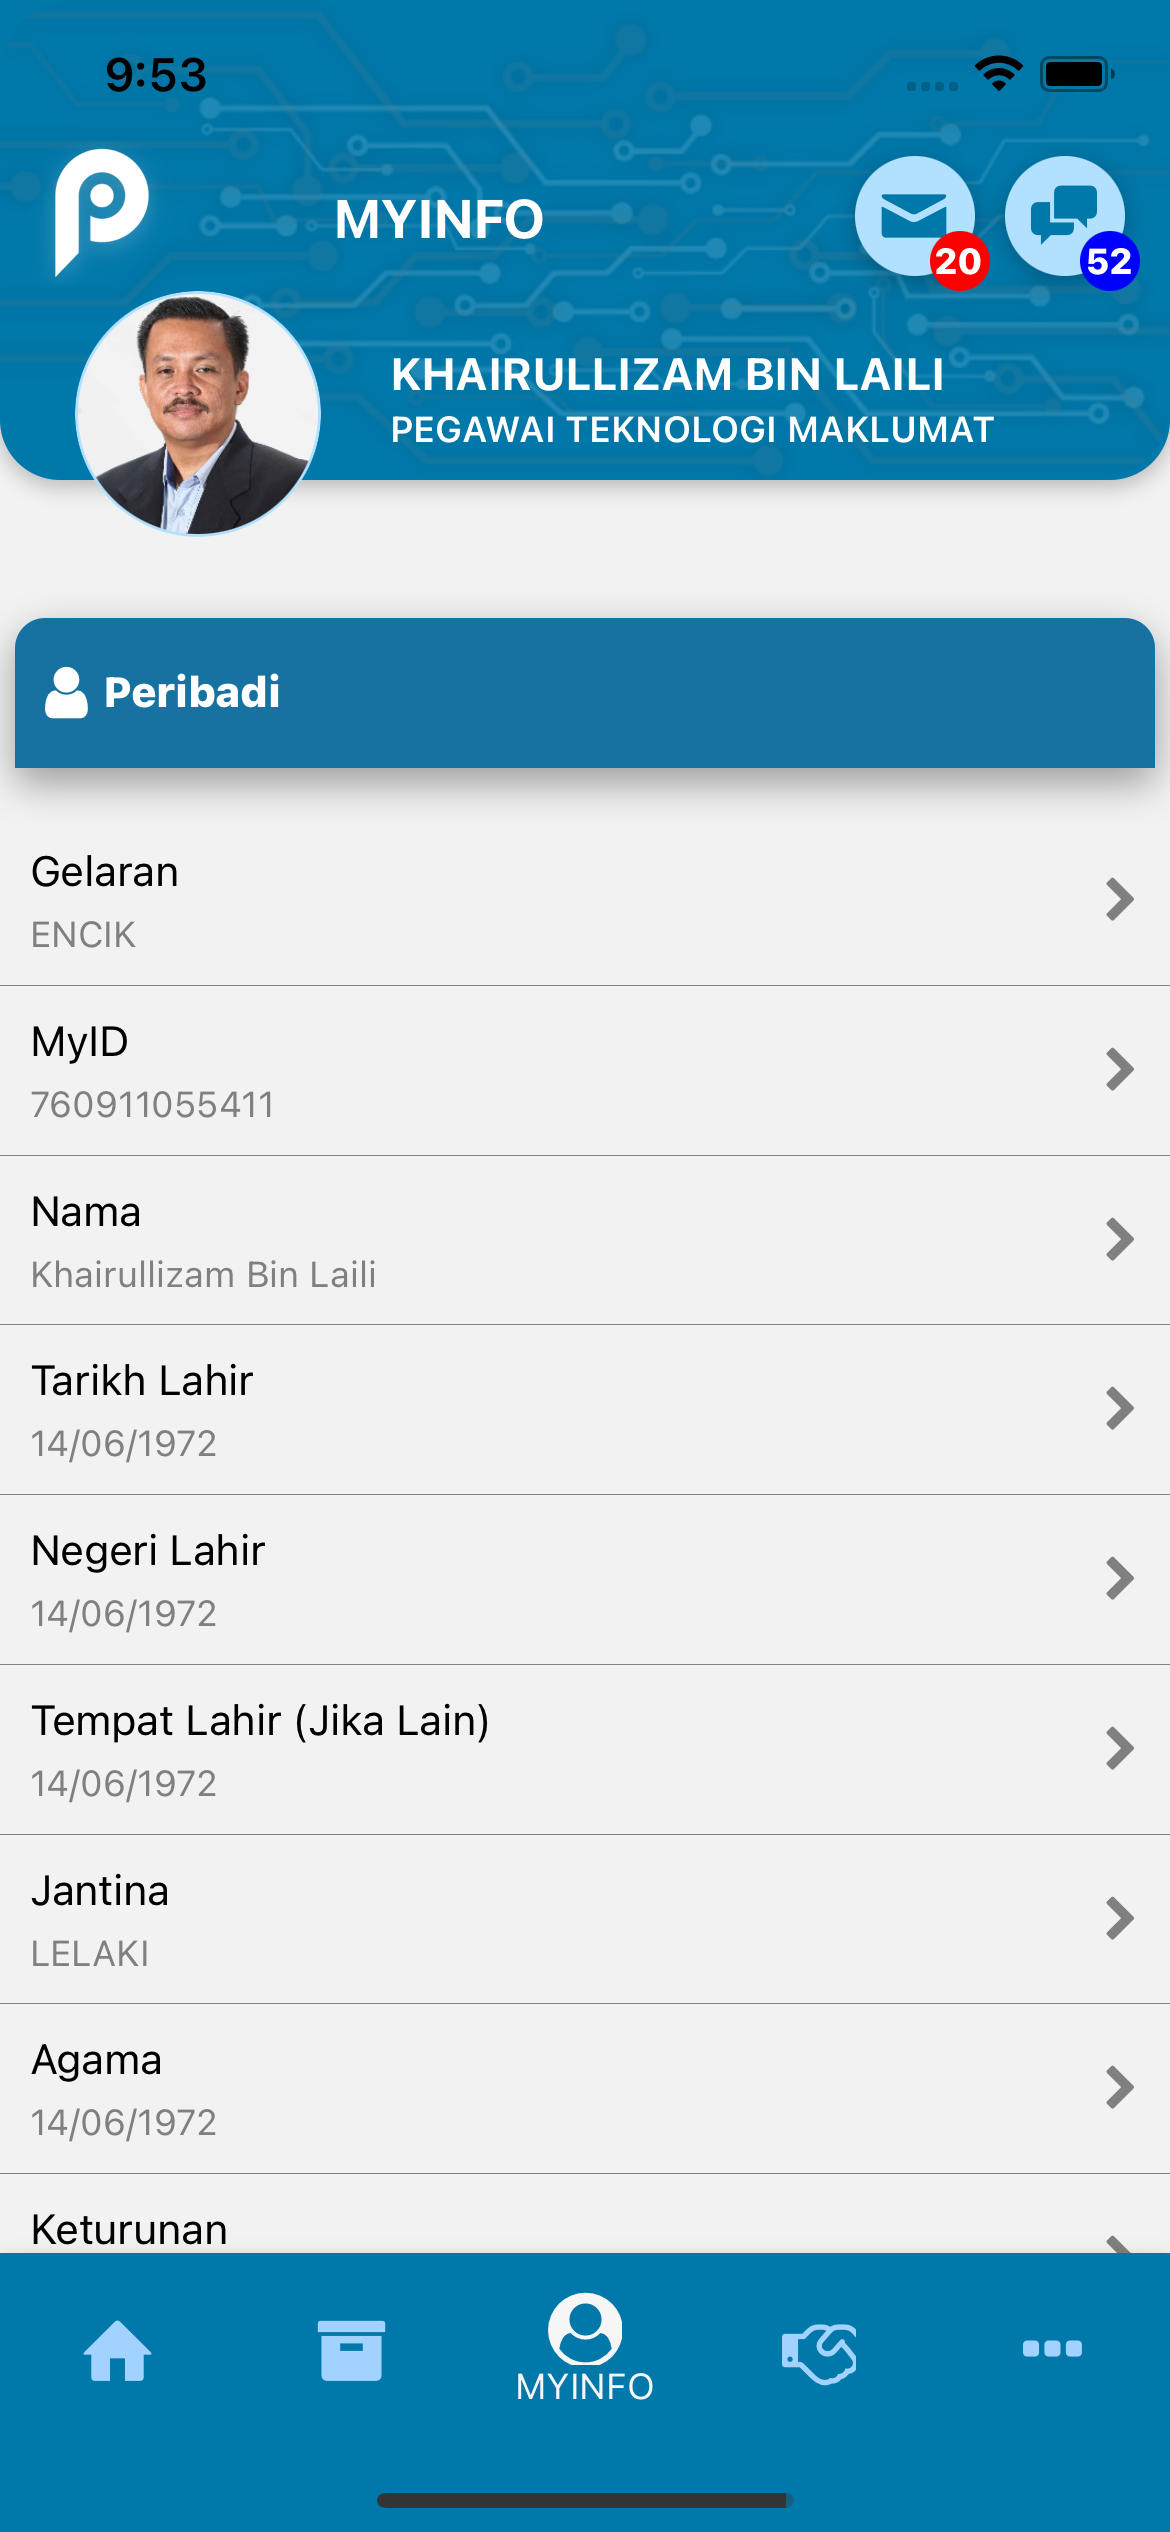 9:53
MYINFO
20
52
KHAIRULLIZAM BIN LAILI
PEGAWAI TEKNOLOGI MAKLUMAT
Peribadi
Gelaran
ENCIK
MyID
760911055411
Nama
Khairullizam Bin Laili
Tarikh Lahir
14/06/1972
Negeri Lahir
14/06/1972
Tempat Lahir (Jika Lain)
14/06/1972
Jantina
LELAKI
Agama
14/06/1972
Keturunan
MYINFO